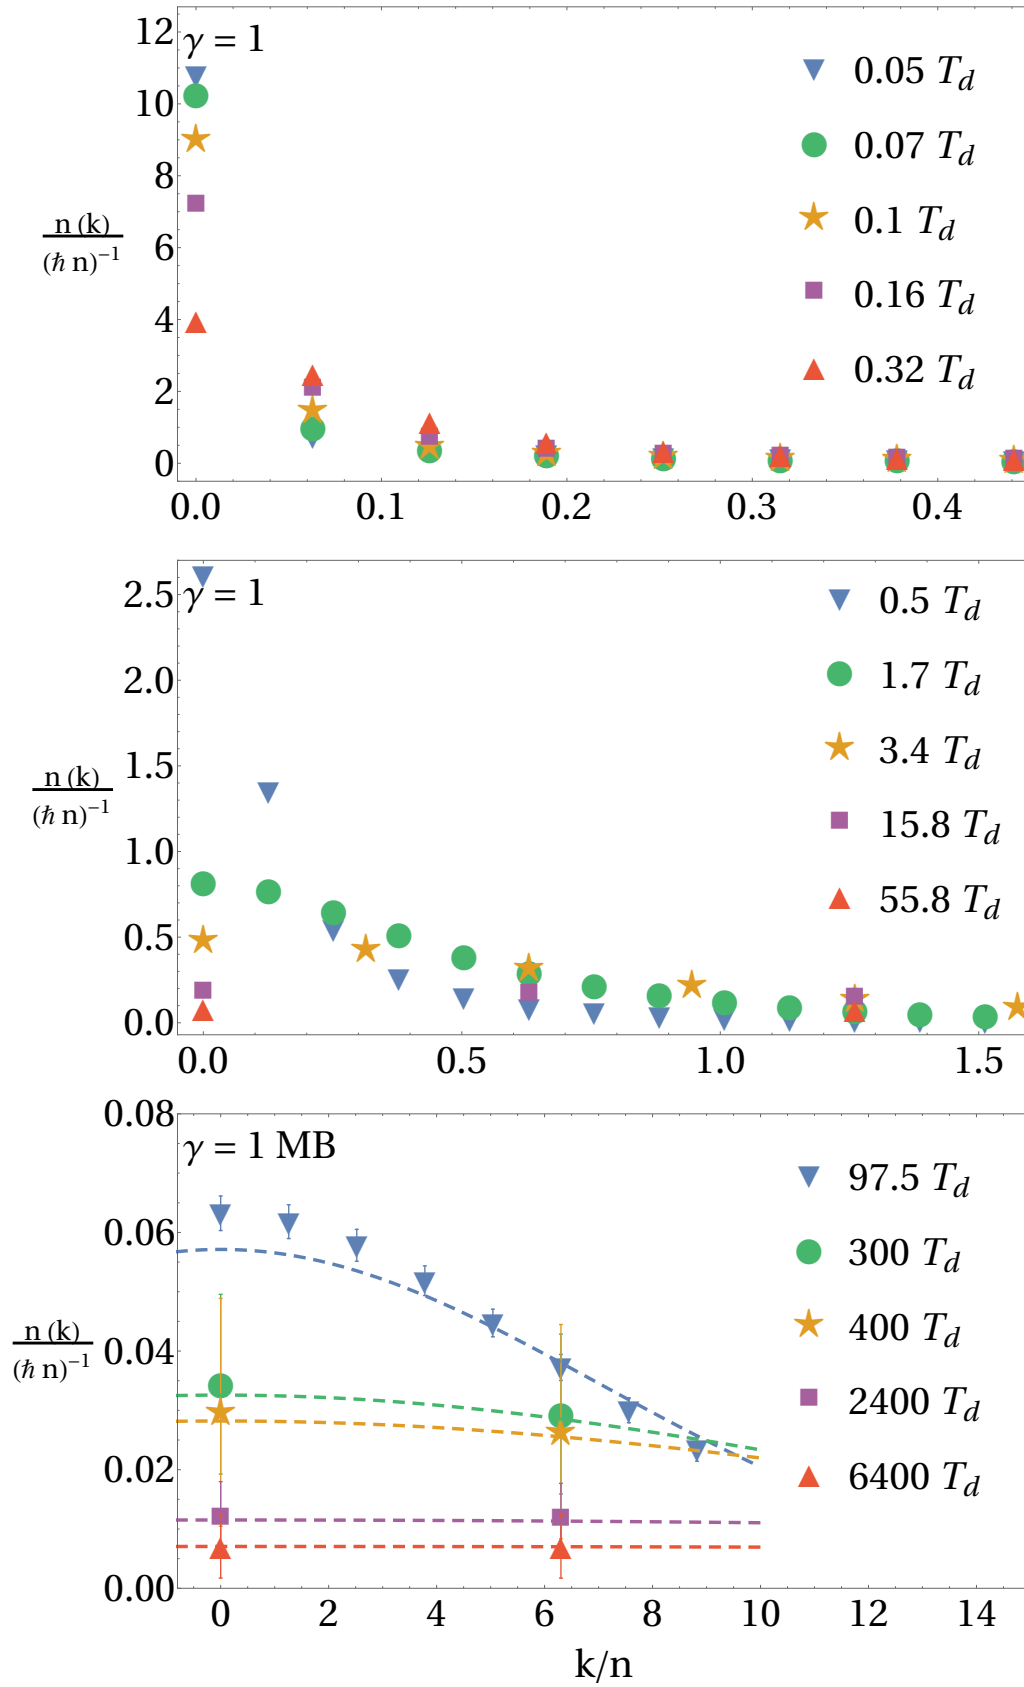 γ = 1
12
10
8
6
4
2
0
n (k)
(ħ n)⁻¹
0.05 T_d
0.07 T_d
0.1 T_d
0.16 T_d
0.32 T_d
0.0 0.1 0.2 0.3 0.4
γ = 1
2.5
2.0
1.5
1.0
0.5
0.0
n (k)
(ħ n)⁻¹
0.5 T_d
1.7 T_d
3.4 T_d
15.8 T_d
55.8 T_d
0.0 0.5 1.0 1.5
γ = 1 MB
0.08
0.06
0.04
0.02
0.00
n (k)
(ħ n)⁻¹
97.5 T_d
300 T_d
400 T_d
2400 T_d
6400 T_d
0 2 4 6 8 10 12 14
k/n